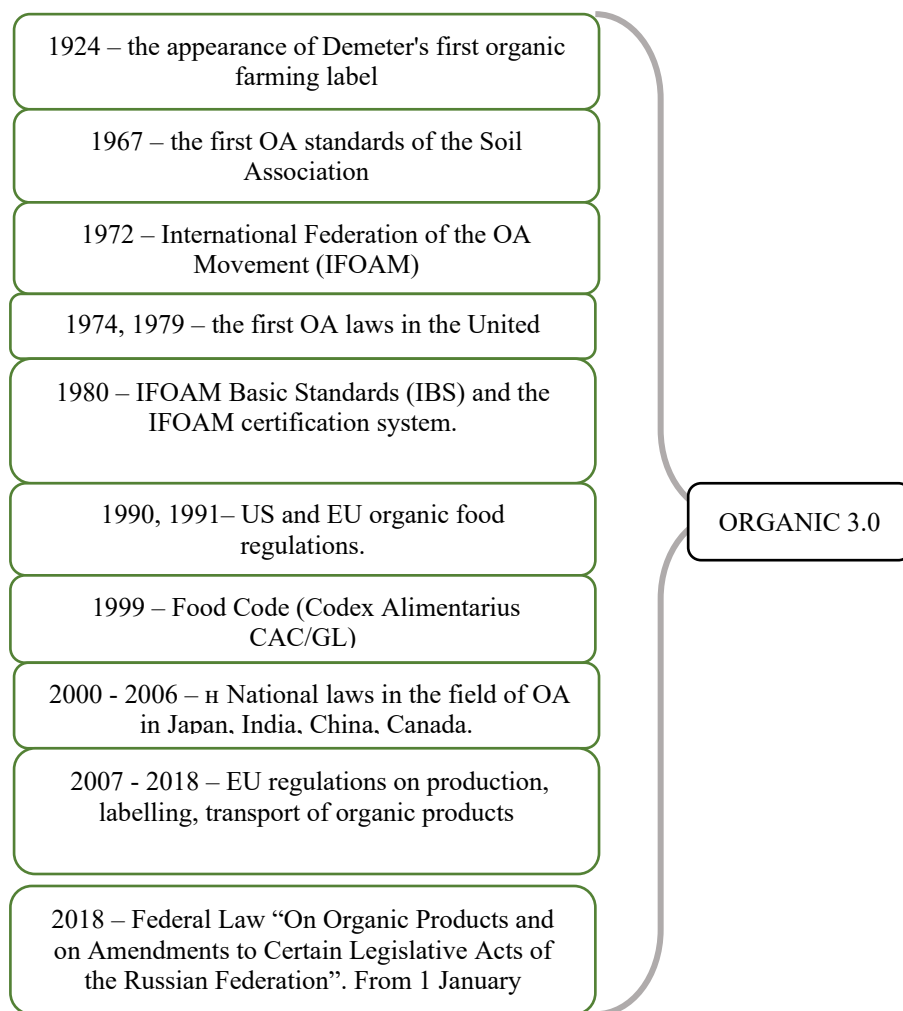 1924 – the appearance of Demeter's first organic
farming label
1967 – the first OA standards of the Soil
Association
1972 – International Federation of the OA
Movement (IFOAM)
1974, 1979 – the first OA laws in the United
1980 – IFOAM Basic Standards (IBS) and the
IFOAM certification system.
1990, 1991– US and EU organic food
regulations.
1999 – Food Code (Codex Alimentarius
CAC/GL)
2000 - 2006 – н National laws in the field of OA
in Japan, India, China, Canada.
2007 - 2018 – EU regulations on production,
labelling, transport of organic products
2018 – Federal Law “On Organic Products and
on Amendments to Certain Legislative Acts of
the Russian Federation”. From 1 January
ORGANIC 3.0